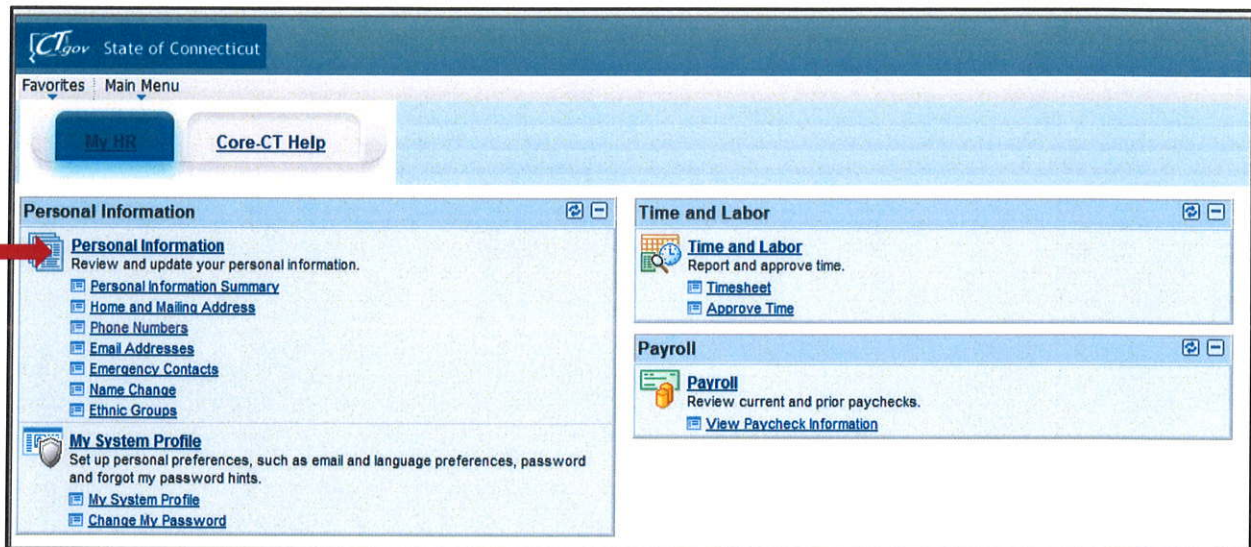 CTgov State of Connecticut
Favorites Main Menu
My HR Core-CT Help
Personal Information
Personal Information
Review and update your personal information.
Personal Information Summary
Home and Mailing Address
Phone Numbers
Email Addresses
Emergency Contacts
Name Change
Ethnic Groups
My System Profile
Set up personal preferences, such as email and language preferences, password
and forgot my password hints.
My System Profile
Change My Password
Time and Labor
Time and Labor
Report and approve time.
Timesheet
Approve Time
Payroll
Payroll
Review current and prior paychecks.
View Paycheck Information